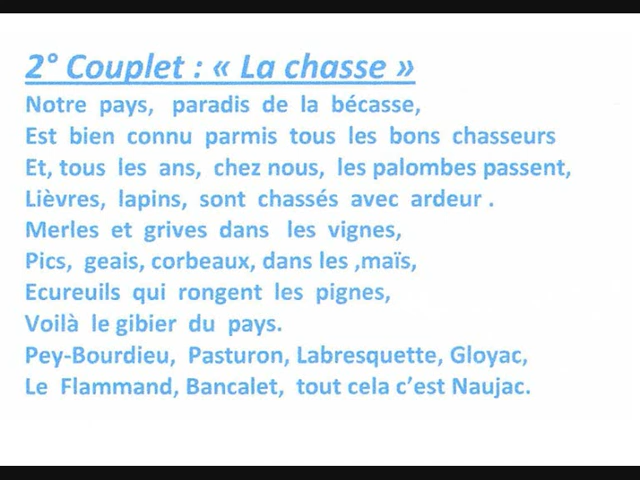 2° Couplet : « La chasse »
Notre pays, paradis de la bécasse,
Est bien connu parmis tous les bons chasseurs
Et, tous les ans, chez nous, les palombes passent,
Lièvres, lapins, sont chassés avec ardeur .
Merles et grives dans les vignes,
Pics, geais, corbeaux, dans les ,maïs,
Ecureuils qui rongent les pignes,
Voilà le gibier du pays.
Pey-Bourdieu, Pasturon, Labresquette, Gloyac,
Le Flammand, Bancalet, tout cela c’est Naujac.